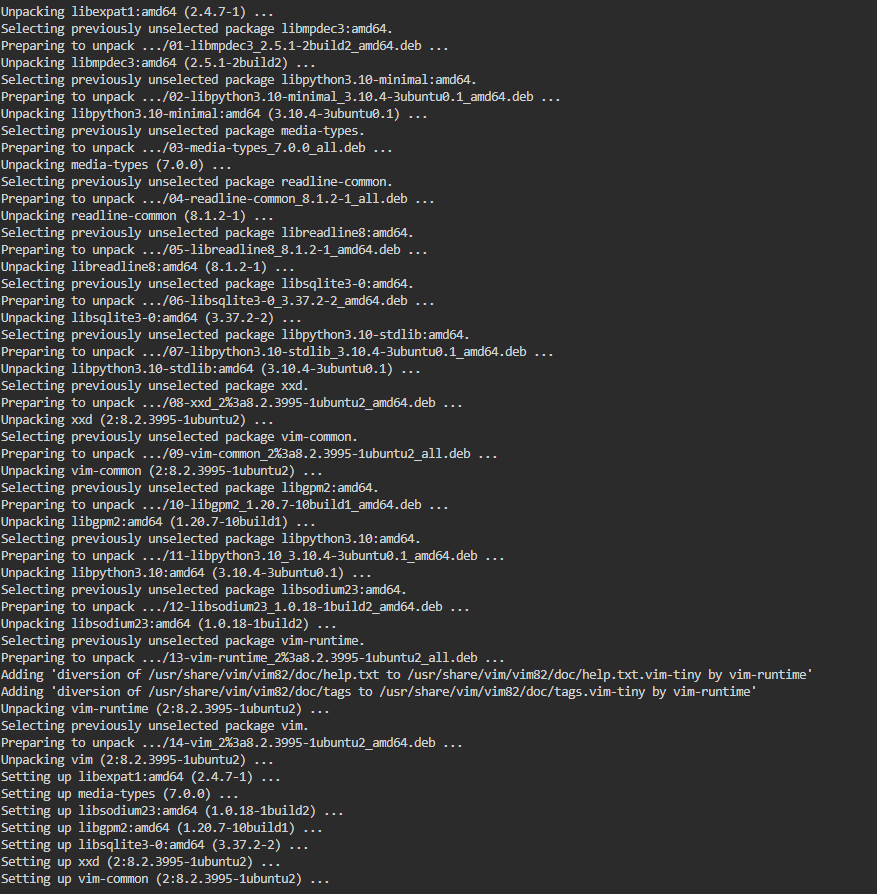 Unpacking libexpat1:amd64 (2.4.7-1) ...
Selecting previously unselected package libmpdec3:amd64.
Preparing to unpack .../01-libmpdec3_2.5.1-2build2_amd64.deb ...
Unpacking libmpdec3:amd64 (2.5.1-2build2) ...
Selecting previously unselected package libpython3.10-minimal:amd64.
Preparing to unpack .../02-libpython3.10-minimal_3.10.4-3ubuntu0.1_amd64.deb ...
Unpacking libpython3.10-minimal:amd64 (3.10.4-3ubuntu0.1) ...
Selecting previously unselected package media-types.
Preparing to unpack .../03-media-types_7.0.0_all.deb ...
Unpacking media-types (7.0.0) ...
Selecting previously unselected package readline-common.
Preparing to unpack .../04-readline-common_8.1.2-1_all.deb ...
Unpacking readline-common (8.1.2-1) ...
Selecting previously unselected package libreadline8:amd64.
Preparing to unpack .../05-libreadline8_8.1.2-1_amd64.deb ...
Unpacking libreadline8:amd64 (8.1.2-1) ...
Selecting previously unselected package libsqlite3-0:amd64.
Preparing to unpack .../06-libsqlite3-0_3.37.2-2_amd64.deb ...
Unpacking libsqlite3-0:amd64 (3.37.2-2) ...
Selecting previously unselected package libpython3.10-stdlib:amd64.
Preparing to unpack .../07-libpython3.10-stdlib_3.10.4-3ubuntu0.1_amd64.deb ...
Unpacking libpython3.10-stdlib:amd64 (3.10.4-3ubuntu0.1) ...
Selecting previously unselected package xxd.
Preparing to unpack .../08-xxd_2%3a8.2.3995-1ubuntu2_amd64.deb ...
Unpacking xxd (2:8.2.3995-1ubuntu2) ...
Selecting previously unselected package vim-common.
Preparing to unpack .../09-vim-common_2%3a8.2.3995-1ubuntu2_all.deb ...
Unpacking vim-common (2:8.2.3995-1ubuntu2) ...
Selecting previously unselected package libgpm2:amd64.
Preparing to unpack .../10-libgpm2_1.20.7-10build1_amd64.deb ...
Unpacking libgpm2:amd64 (1.20.7-10build1) ...
Selecting previously unselected package libpython3.10:amd64.
Preparing to unpack .../11-libpython3.10_3.10.4-3ubuntu0.1_amd64.deb ...
Unpacking libpython3.10:amd64 (3.10.4-3ubuntu0.1) ...
Selecting previously unselected package libsodium23:amd64.
Preparing to unpack .../12-libsodium23_1.0.18-1build2_amd64.deb ...
Unpacking libsodium23:amd64 (1.0.18-1build2) ...
Selecting previously unselected package vim-runtime.
Preparing to unpack .../13-vim-runtime_2%3a8.2.3995-1ubuntu2_all.deb ...
Adding 'diversion of /usr/share/vim/vim82/doc/help.txt to /usr/share/vim/vim82/doc/help.txt.vim-tiny by vim-runtime'
Adding 'diversion of /usr/share/vim/vim82/doc/tags to /usr/share/vim/vim82/doc/tags.vim-tiny by vim-runtime'
Unpacking vim-runtime (2:8.2.3995-1ubuntu2) ...
Selecting previously unselected package vim.
Preparing to unpack .../14-vim_2%3a8.2.3995-1ubuntu2_amd64.deb ...
Unpacking vim (2:8.2.3995-1ubuntu2) ...
Setting up libexpat1:amd64 (2.4.7-1) ...
Setting up media-types (7.0.0) ...
Setting up libsodium23:amd64 (1.0.18-1build2) ...
Setting up libgpm2:amd64 (1.20.7-10build1) ...
Setting up libsqlite3-0:amd64 (3.37.2-2) ...
Setting up xxd (2:8.2.3995-1ubuntu2) ...
Setting up vim-common (2:8.2.3995-1ubuntu2) ...